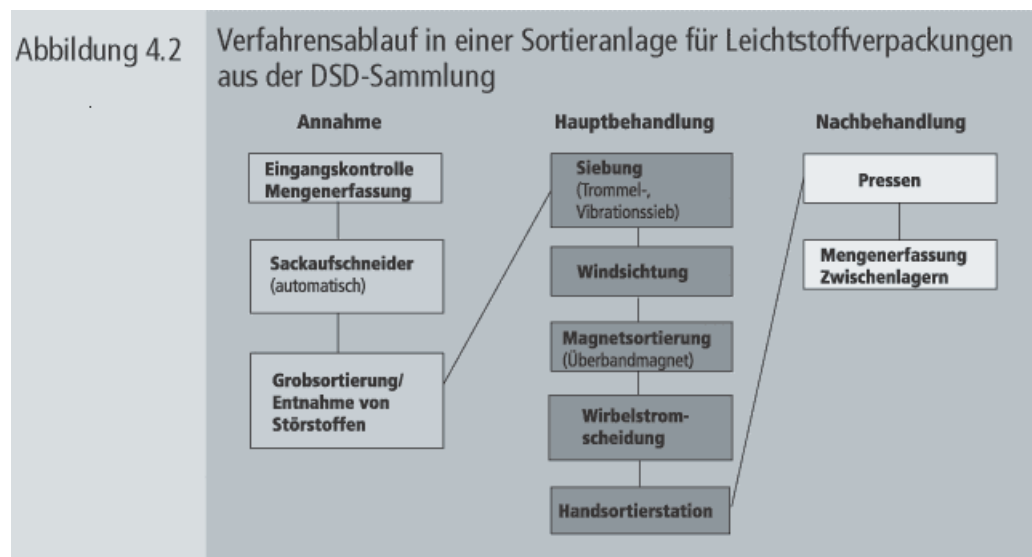 Abbildung 4.2
Verfahrensablauf in einer Sortieranlage für Leichtstoffverpackungen
aus der DSD-Sammlung
Annahme
Eingangskontrolle
Mengenerfassung
Sackaufschneider
(automatisch)
Grobsortierung/
Entnahme von
Störstoffen
Hauptbehandlung
Siebung
(Trommel-,
Vibrationssieb)
Windsichtung
Magnetsortierung
(Überbandmagnet)
Wirbelstrom-
scheidung
Handsortierstation
Nachbehandlung
Pressen
Mengenerfassung
Zwischenlagern